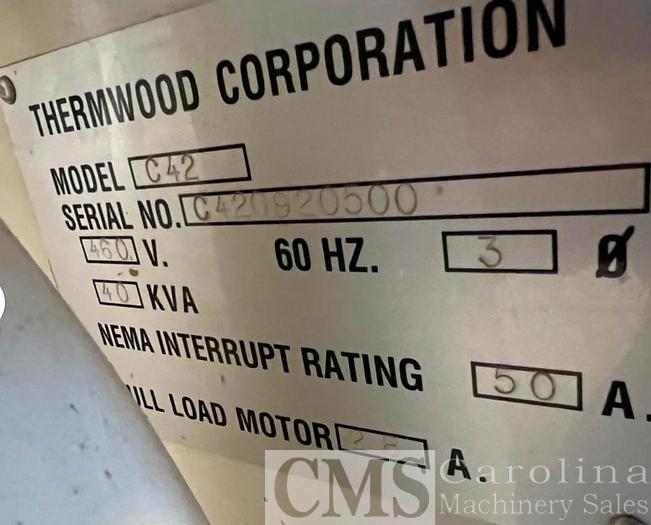 THERMWOOD CORPORATION
MODEL C42
SERIAL NO. C420920500
460 V. 60 HZ. 3 Ø
40 KVA
NEMA INTERRUPT RATING 50 A.
LOAD MOTOR A.
CMS Carolina
Machinery Sales